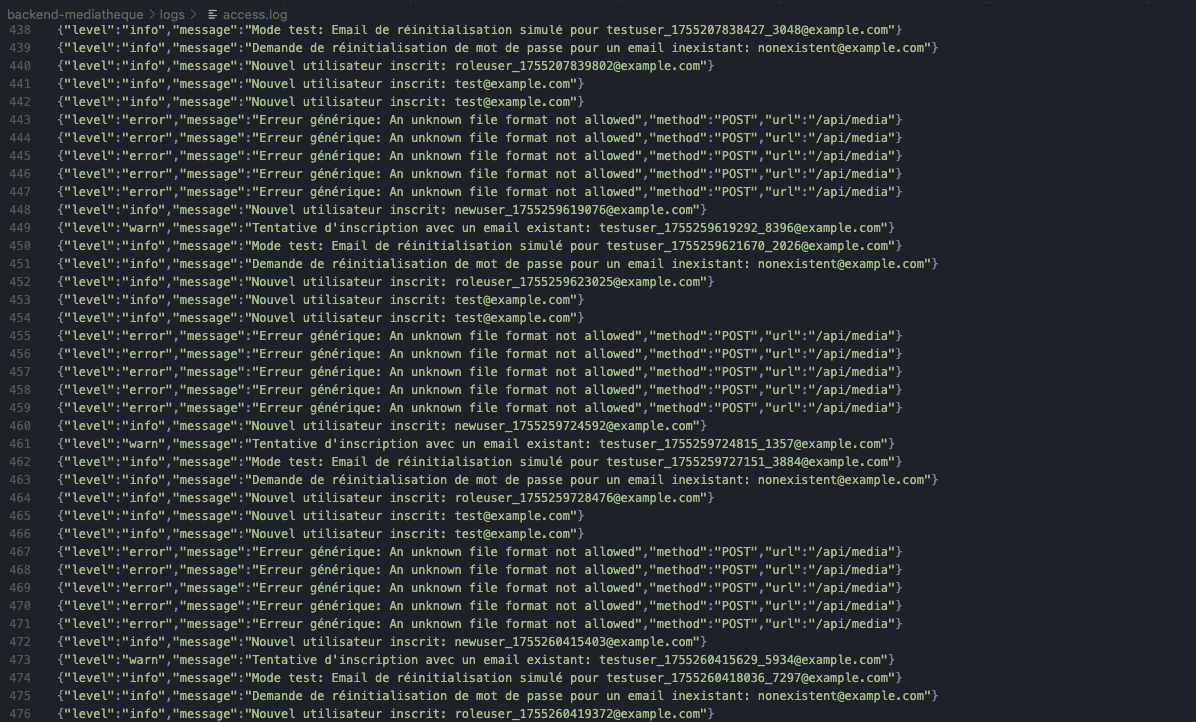 backend-mediatheque > logs > access.log
438 {"level":"info","message":"Mode test: Email de réinitialisation simulé pour testuser_1755207838427_3048@example.com"}
439 {"level":"info","message":"Demande de réinitialisation de mot de passe pour un email inexistant: nonexistent@example.com"}
440 {"level":"info","message":"Nouvel utilisateur inscrit: roleuser_1755207839802@example.com"}
441 {"level":"info","message":"Nouvel utilisateur inscrit: test@example.com"}
442 {"level":"info","message":"Nouvel utilisateur inscrit: test@example.com"}
443 {"level":"error","message":"Erreur générique: An unknown file format not allowed","method":"POST","url":"/api/media"}
444 {"level":"error","message":"Erreur générique: An unknown file format not allowed","method":"POST","url":"/api/media"}
445 {"level":"error","message":"Erreur générique: An unknown file format not allowed","method":"POST","url":"/api/media"}
446 {"level":"error","message":"Erreur générique: An unknown file format not allowed","method":"POST","url":"/api/media"}
447 {"level":"error","message":"Erreur générique: An unknown file format not allowed","method":"POST","url":"/api/media"}
448 {"level":"info","message":"Nouvel utilisateur inscrit: newuser_1755259619076@example.com"}
449 {"level":"warn","message":"Tentative d'inscription avec un email existant: testuser_1755259619292_8396@example.com"}
450 {"level":"info","message":"Mode test: Email de réinitialisation simulé pour testuser_1755259621670_2026@example.com"}
451 {"level":"info","message":"Demande de réinitialisation de mot de passe pour un email inexistant: nonexistent@example.com"}
452 {"level":"info","message":"Nouvel utilisateur inscrit: roleuser_1755259623025@example.com"}
453 {"level":"info","message":"Nouvel utilisateur inscrit: test@example.com"}
454 {"level":"info","message":"Nouvel utilisateur inscrit: test@example.com"}
455 {"level":"error","message":"Erreur générique: An unknown file format not allowed","method":"POST","url":"/api/media"}
456 {"level":"error","message":"Erreur générique: An unknown file format not allowed","method":"POST","url":"/api/media"}
457 {"level":"error","message":"Erreur générique: An unknown file format not allowed","method":"POST","url":"/api/media"}
458 {"level":"error","message":"Erreur générique: An unknown file format not allowed","method":"POST","url":"/api/media"}
459 {"level":"error","message":"Erreur générique: An unknown file format not allowed","method":"POST","url":"/api/media"}
460 {"level":"info","message":"Nouvel utilisateur inscrit: newuser_1755259724592@example.com"}
461 {"level":"warn","message":"Tentative d'inscription avec un email existant: testuser_1755259724815_1357@example.com"}
462 {"level":"info","message":"Mode test: Email de réinitialisation simulé pour testuser_1755259727151_3884@example.com"}
463 {"level":"info","message":"Demande de réinitialisation de mot de passe pour un email inexistant: nonexistent@example.com"}
464 {"level":"info","message":"Nouvel utilisateur inscrit: roleuser_1755259728476@example.com"}
465 {"level":"info","message":"Nouvel utilisateur inscrit: test@example.com"}
466 {"level":"info","message":"Nouvel utilisateur inscrit: test@example.com"}
467 {"level":"error","message":"Erreur générique: An unknown file format not allowed","method":"POST","url":"/api/media"}
468 {"level":"error","message":"Erreur générique: An unknown file format not allowed","method":"POST","url":"/api/media"}
469 {"level":"error","message":"Erreur générique: An unknown file format not allowed","method":"POST","url":"/api/media"}
470 {"level":"error","message":"Erreur générique: An unknown file format not allowed","method":"POST","url":"/api/media"}
471 {"level":"error","message":"Erreur générique: An unknown file format not allowed","method":"POST","url":"/api/media"}
472 {"level":"info","message":"Nouvel utilisateur inscrit: newuser_1755260415403@example.com"}
473 {"level":"warn","message":"Tentative d'inscription avec un email existant: testuser_1755260415629_5934@example.com"}
474 {"level":"info","message":"Mode test: Email de réinitialisation simulé pour testuser_1755260418036_7297@example.com"}
475 {"level":"info","message":"Demande de réinitialisation de mot de passe pour un email inexistant: nonexistent@example.com"}
476 {"level":"info","message":"Nouvel utilisateur inscrit: roleuser_1755260419372@example.com"}